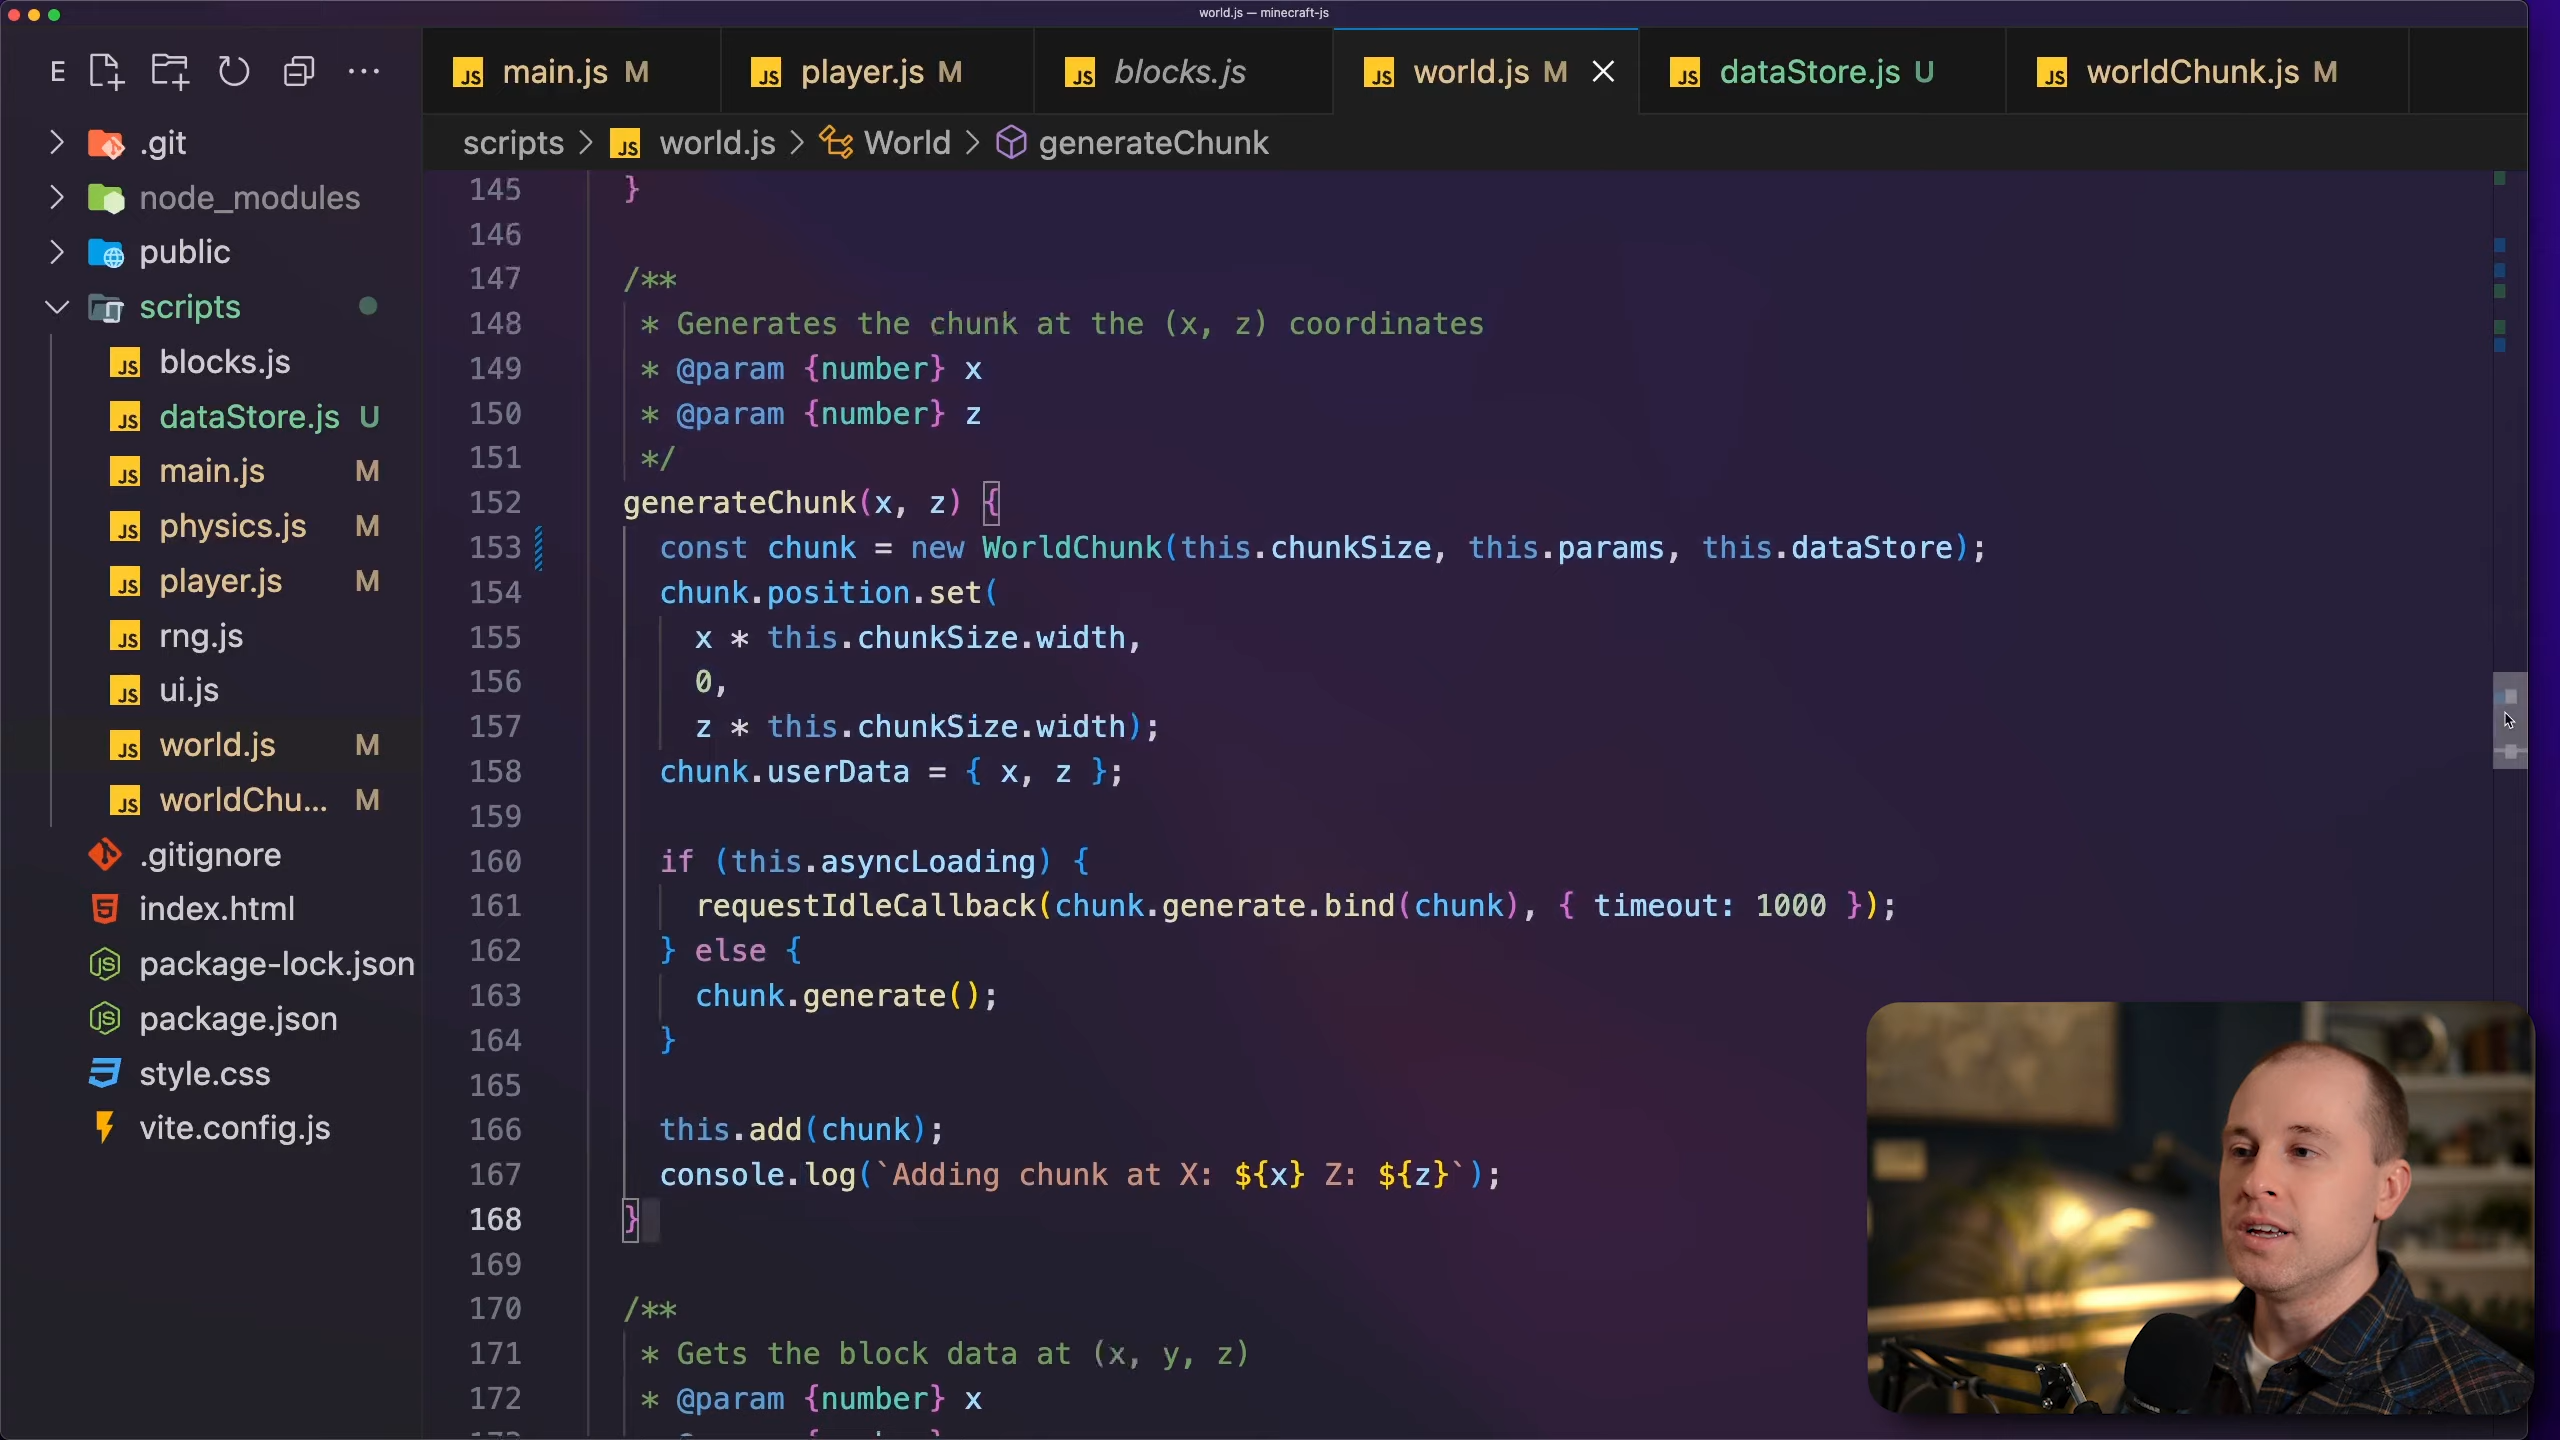 world.js — minecraft-js
E
JS main.js M
JS player.js M
JS blocks.js
JS world.js M
JS dataStore.js U
JS worldChunk.js M
scripts > JS world.js > World > generateChunk
.git
node_modules
public
scripts
JS blocks.js
JS dataStore.js U
JS main.js M
JS physics.js M
JS player.js M
JS rng.js
JS ui.js
JS world.js M
JS worldChu... M
.gitignore
index.html
package-lock.json
package.json
style.css
vite.config.js
145 }
146
147 /**
148 * Generates the chunk at the (x, z) coordinates
149 * @param {number} x
150 * @param {number} z
151 */
152 generateChunk(x, z) {
153 const chunk = new WorldChunk(this.chunkSize, this.params, this.dataStore);
154 chunk.position.set(
155 x * this.chunkSize.width,
156 0,
157 z * this.chunkSize.width);
158 chunk.userData = { x, z };
159
160 if (this.asyncLoading) {
161 requestIdleCallback(chunk.generate.bind(chunk), { timeout: 1000 });
162 } else {
163 chunk.generate();
164 }
165
166 this.add(chunk);
167 console.log(`Adding chunk at X: ${x} Z: ${z}`);
168 }
169
170 /**
171 * Gets the block data at (x, y, z)
172 * @param {number} x